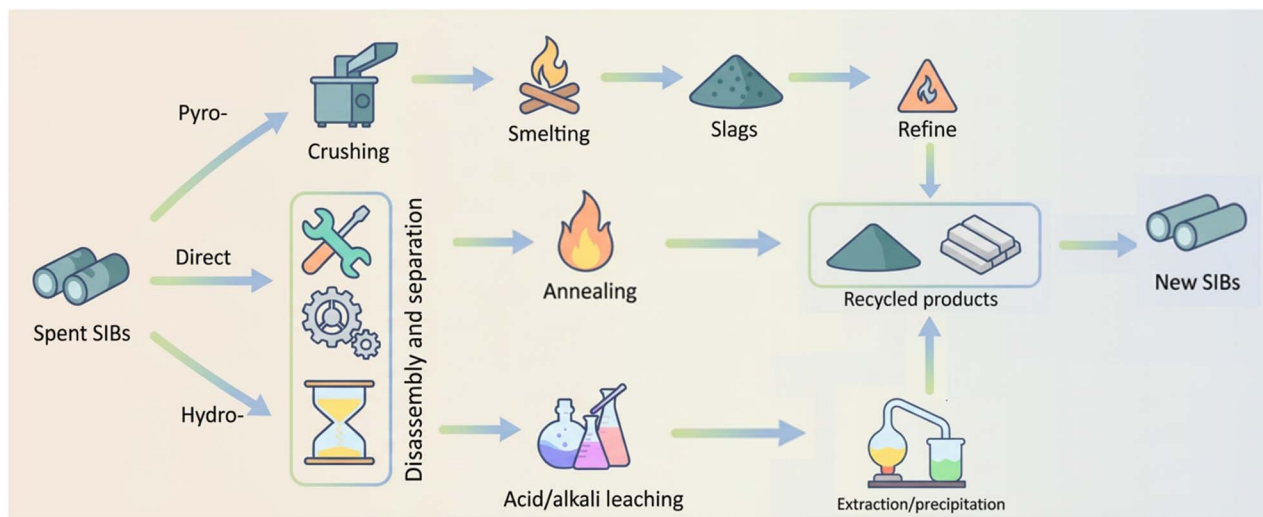 Pyro-
Crushing
Smelting
Slags
Refine
Direct
Spent SIBs
Disassembly and separation
Annealing
Recycled products
New SIBs
Hydro-
Acid/alkali leaching
Extraction/precipitation